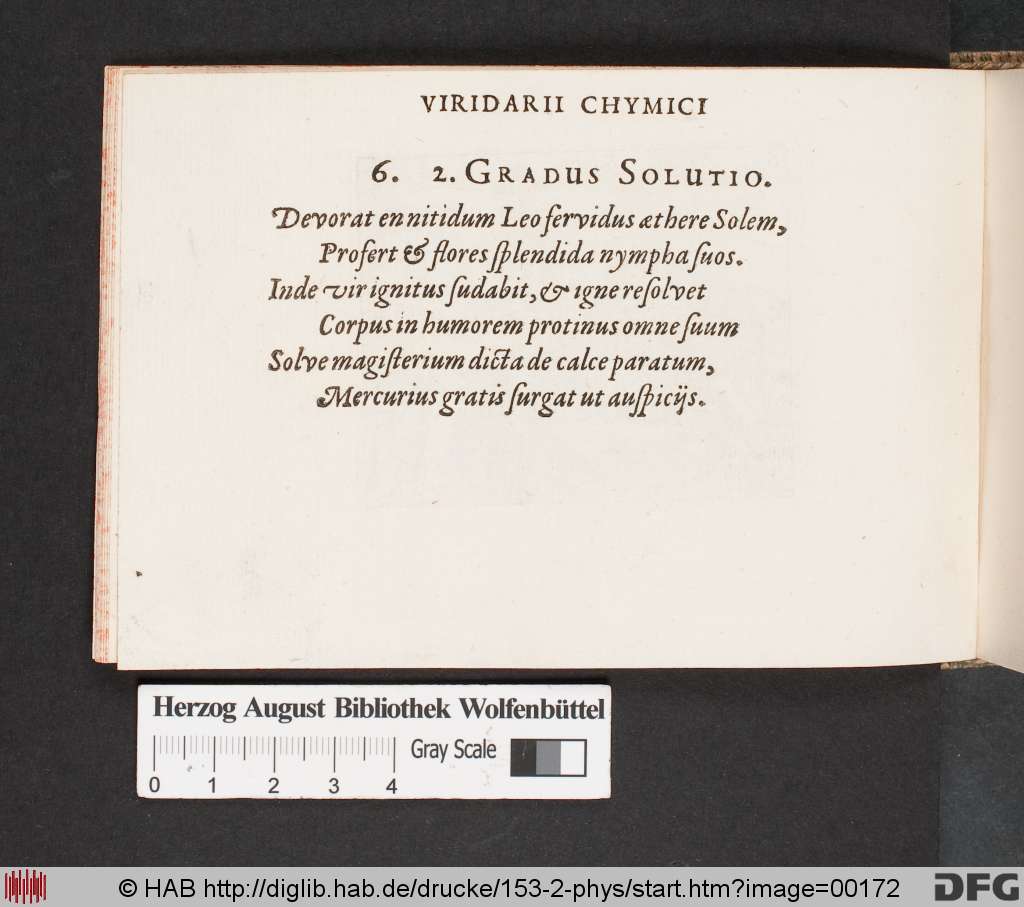 VIRIDARII CHYMICI
6. 2. GRADUS SOLUTIO.
Devorat en nitidum Leo fervidus æthere Solem,
Profert & flores ſplendida nympha ſuos.
Inde vir ignitus ſudabit, & igne reſolvet
Corpus in humorem protinus omne ſuum
Solve magiſterium dicta de calce paratum,
Mercurius gratis ſurgat ut auſpicijs.
Herzog August Bibliothek Wolfenbüttel
Gray Scale
0 1 2 3 4
© HAB http://diglib.hab.de/drucke/153-2-phys/start.htm?image=00172
DFG